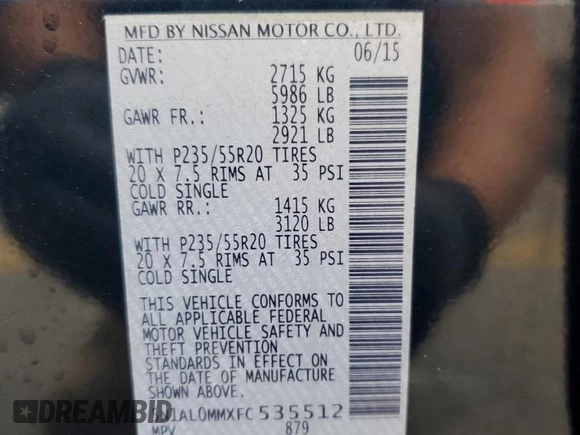 MFD BY NISSAN MOTOR CO., LTD.
DATE: 06/15
GVWR: 2715 KG
5986 LB
GAWR FR.: 1325 KG
2921 LB
WITH P235/55R20 TIRES
20 X 7.5 RIMS AT 35 PSI
COLD SINGLE
GAWR RR.: 1415 KG
3120 LB
WITH P235/55R20 TIRES
20 X 7.5 RIMS AT 35 PSI
COLD SINGLE
THIS VEHICLE CONFORMS TO
ALL APPLICABLE FEDERAL
MOTOR VEHICLE SAFETY AND
THEFT PREVENTION
STANDARDS IN EFFECT ON
THE DATE OF MANUFACTURE
SHOWN ABOVE.
535512
MPV 879
EPICVIN